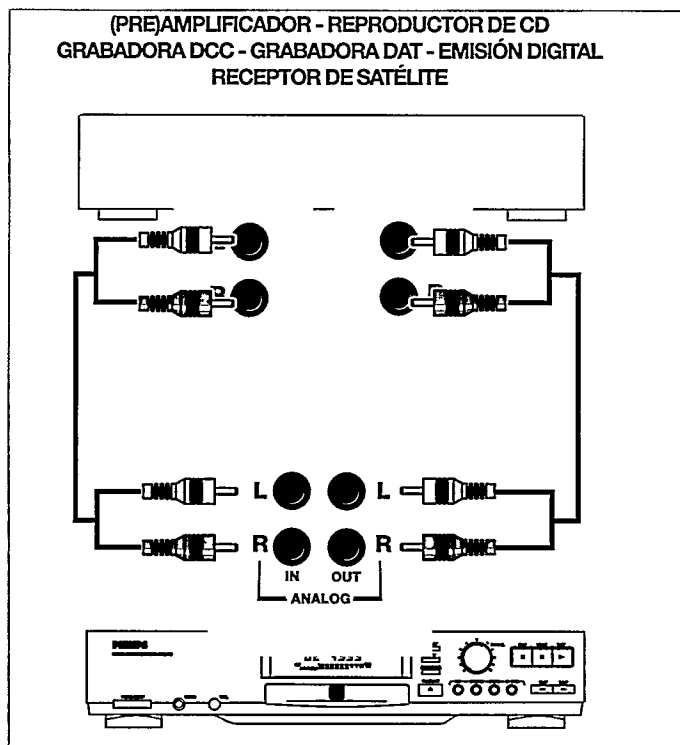 (PRE)AMPLIFICADOR - REPRODUCTOR DE CD
GRABADORA DCC - GRABADORA DAT - EMISIÓN DIGITAL
RECEPTOR DE SATÉLITE
L L
R R
IN OUT
ANALOG
PHILIPS